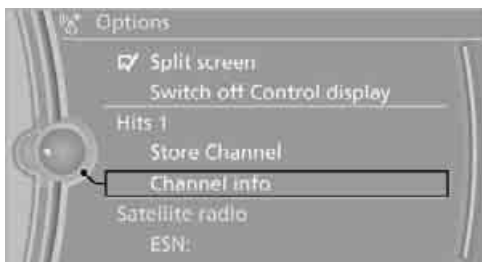 Options
Split screen
Switch off Control display
Hits 1
Store Channel
Channel info
Satellite radio
ESN: